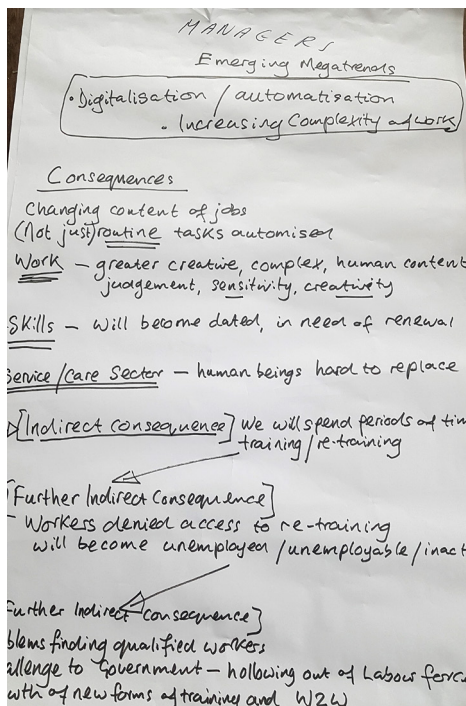 MANAGERS
Emerging Megatrends
• Digitalisation / automatisation
• Increasing Complexity of work
Consequences
Changing content of jobs
(Not just) routine tasks automised
Work – greater creative, complex, human content
judgement, sensitivity, creativity
Skills – will become dated, in need of renewal
Service/Care Sector – human beings hard to replace
[Indirect consequence] We will spend periods of tim
training/re-training
[Further Indirect Consequence]
– Workers denied access to re-training
will become unemployed/unemployable/inact
Further Indirect Consequence]
blems finding qualified workers
allenge to Government – hollowing out of Labour
wth of new forms of training and W2W